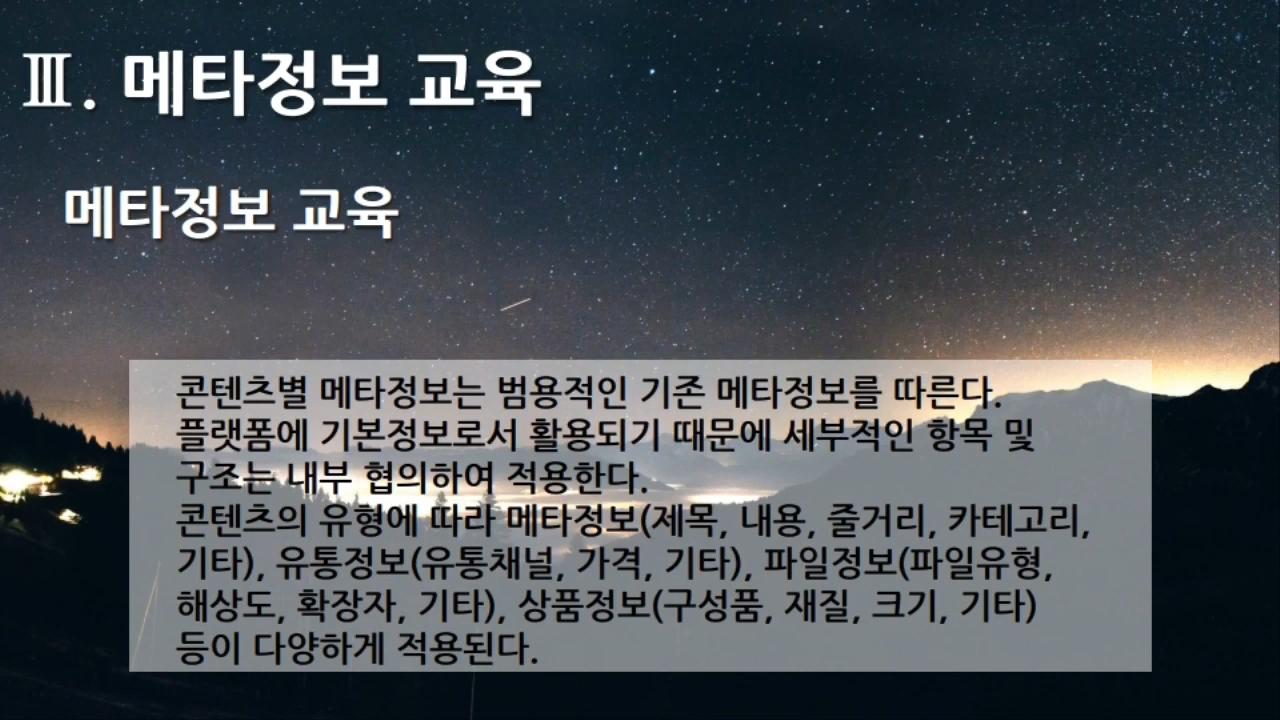 Ⅲ. 메타정보 교육
메타정보 교육
콘텐츠별 메타정보는 범용적인 기존 메타정보를 따른다.
플랫폼에 기본정보로서 활용되기 때문에 세부적인 항목 및
구조는 내부 협의하여 적용한다.
콘텐츠의 유형에 따라 메타정보(제목, 내용, 줄거리, 카테고리,
기타), 유통정보(유통채널, 가격, 기타), 파일정보(파일유형,
해상도, 확장자, 기타), 상품정보(구성품, 재질, 크기, 기타)
등이 다양하게 적용된다.